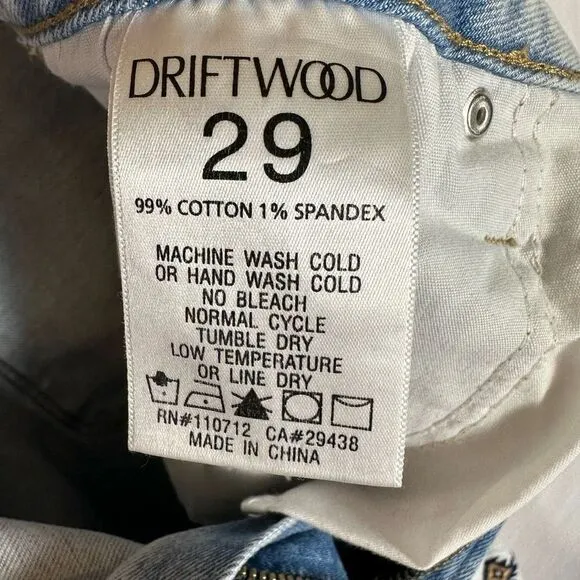 DRIFTWOOD
29
99% COTTON 1% SPANDEX
MACHINE WASH COLD
OR HAND WASH COLD
NO BLEACH
NORMAL CYCLE
TUMBLE DRY
LOW TEMPERATURE
OR LINE DRY
RN#110712 CA#29438
MADE IN CHINA